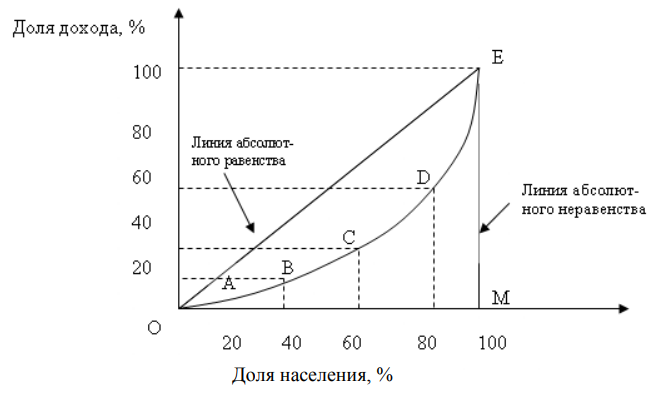 Доля дохода, %
E
100
80
Линия абсолют-
ного равенства
60
D
Линия абсолют-
ного неравенства
40
C
20
B
A
M
O
20 40 60 80 100
Доля населения, %